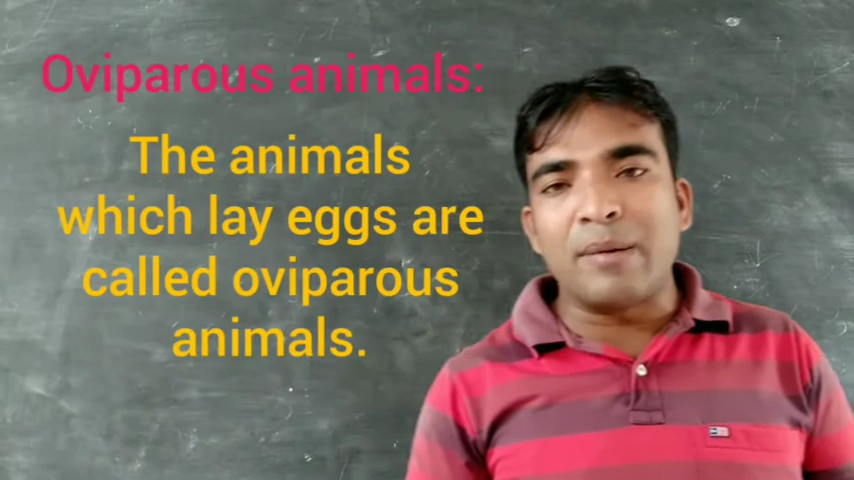 Oviparous animals:
The animals
which lay eggs are
called oviparous
animals.